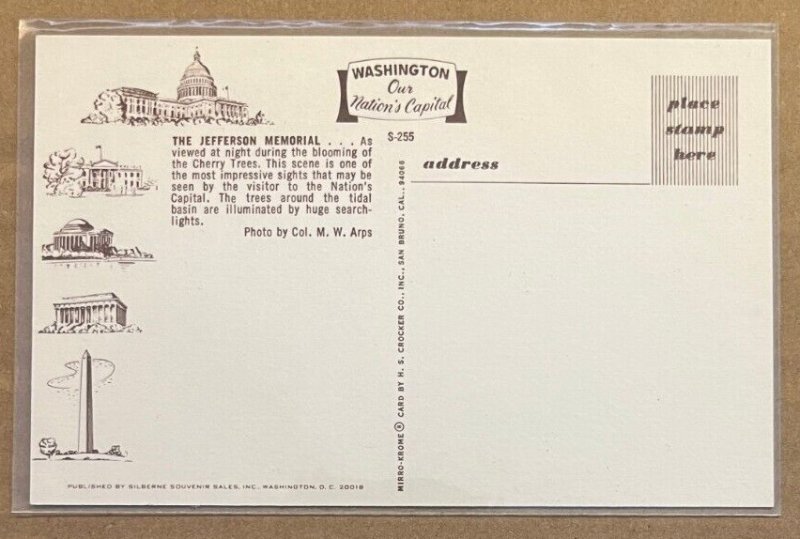 WASHINGTON
Our
Nation's Capital
S-255
THE JEFFERSON MEMORIAL . . . As
viewed at night during the blooming of
the Cherry Trees. This scene is one of
the most impressive sights that may be
seen by the visitor to the Nation's
Capital. The trees around the tidal
basin are illuminated by huge search-
lights.
Photo by Col. M. W. Arps
address
place
stamp
here
MIRRO-KROME® CARD BY H. S. CROCKER CO., INC., SAN BRUNO, CAL., 94066
PUBLISHED BY SILBERNE SOUVENIR SALES, INC., WASHINGTON, D. C. 20018